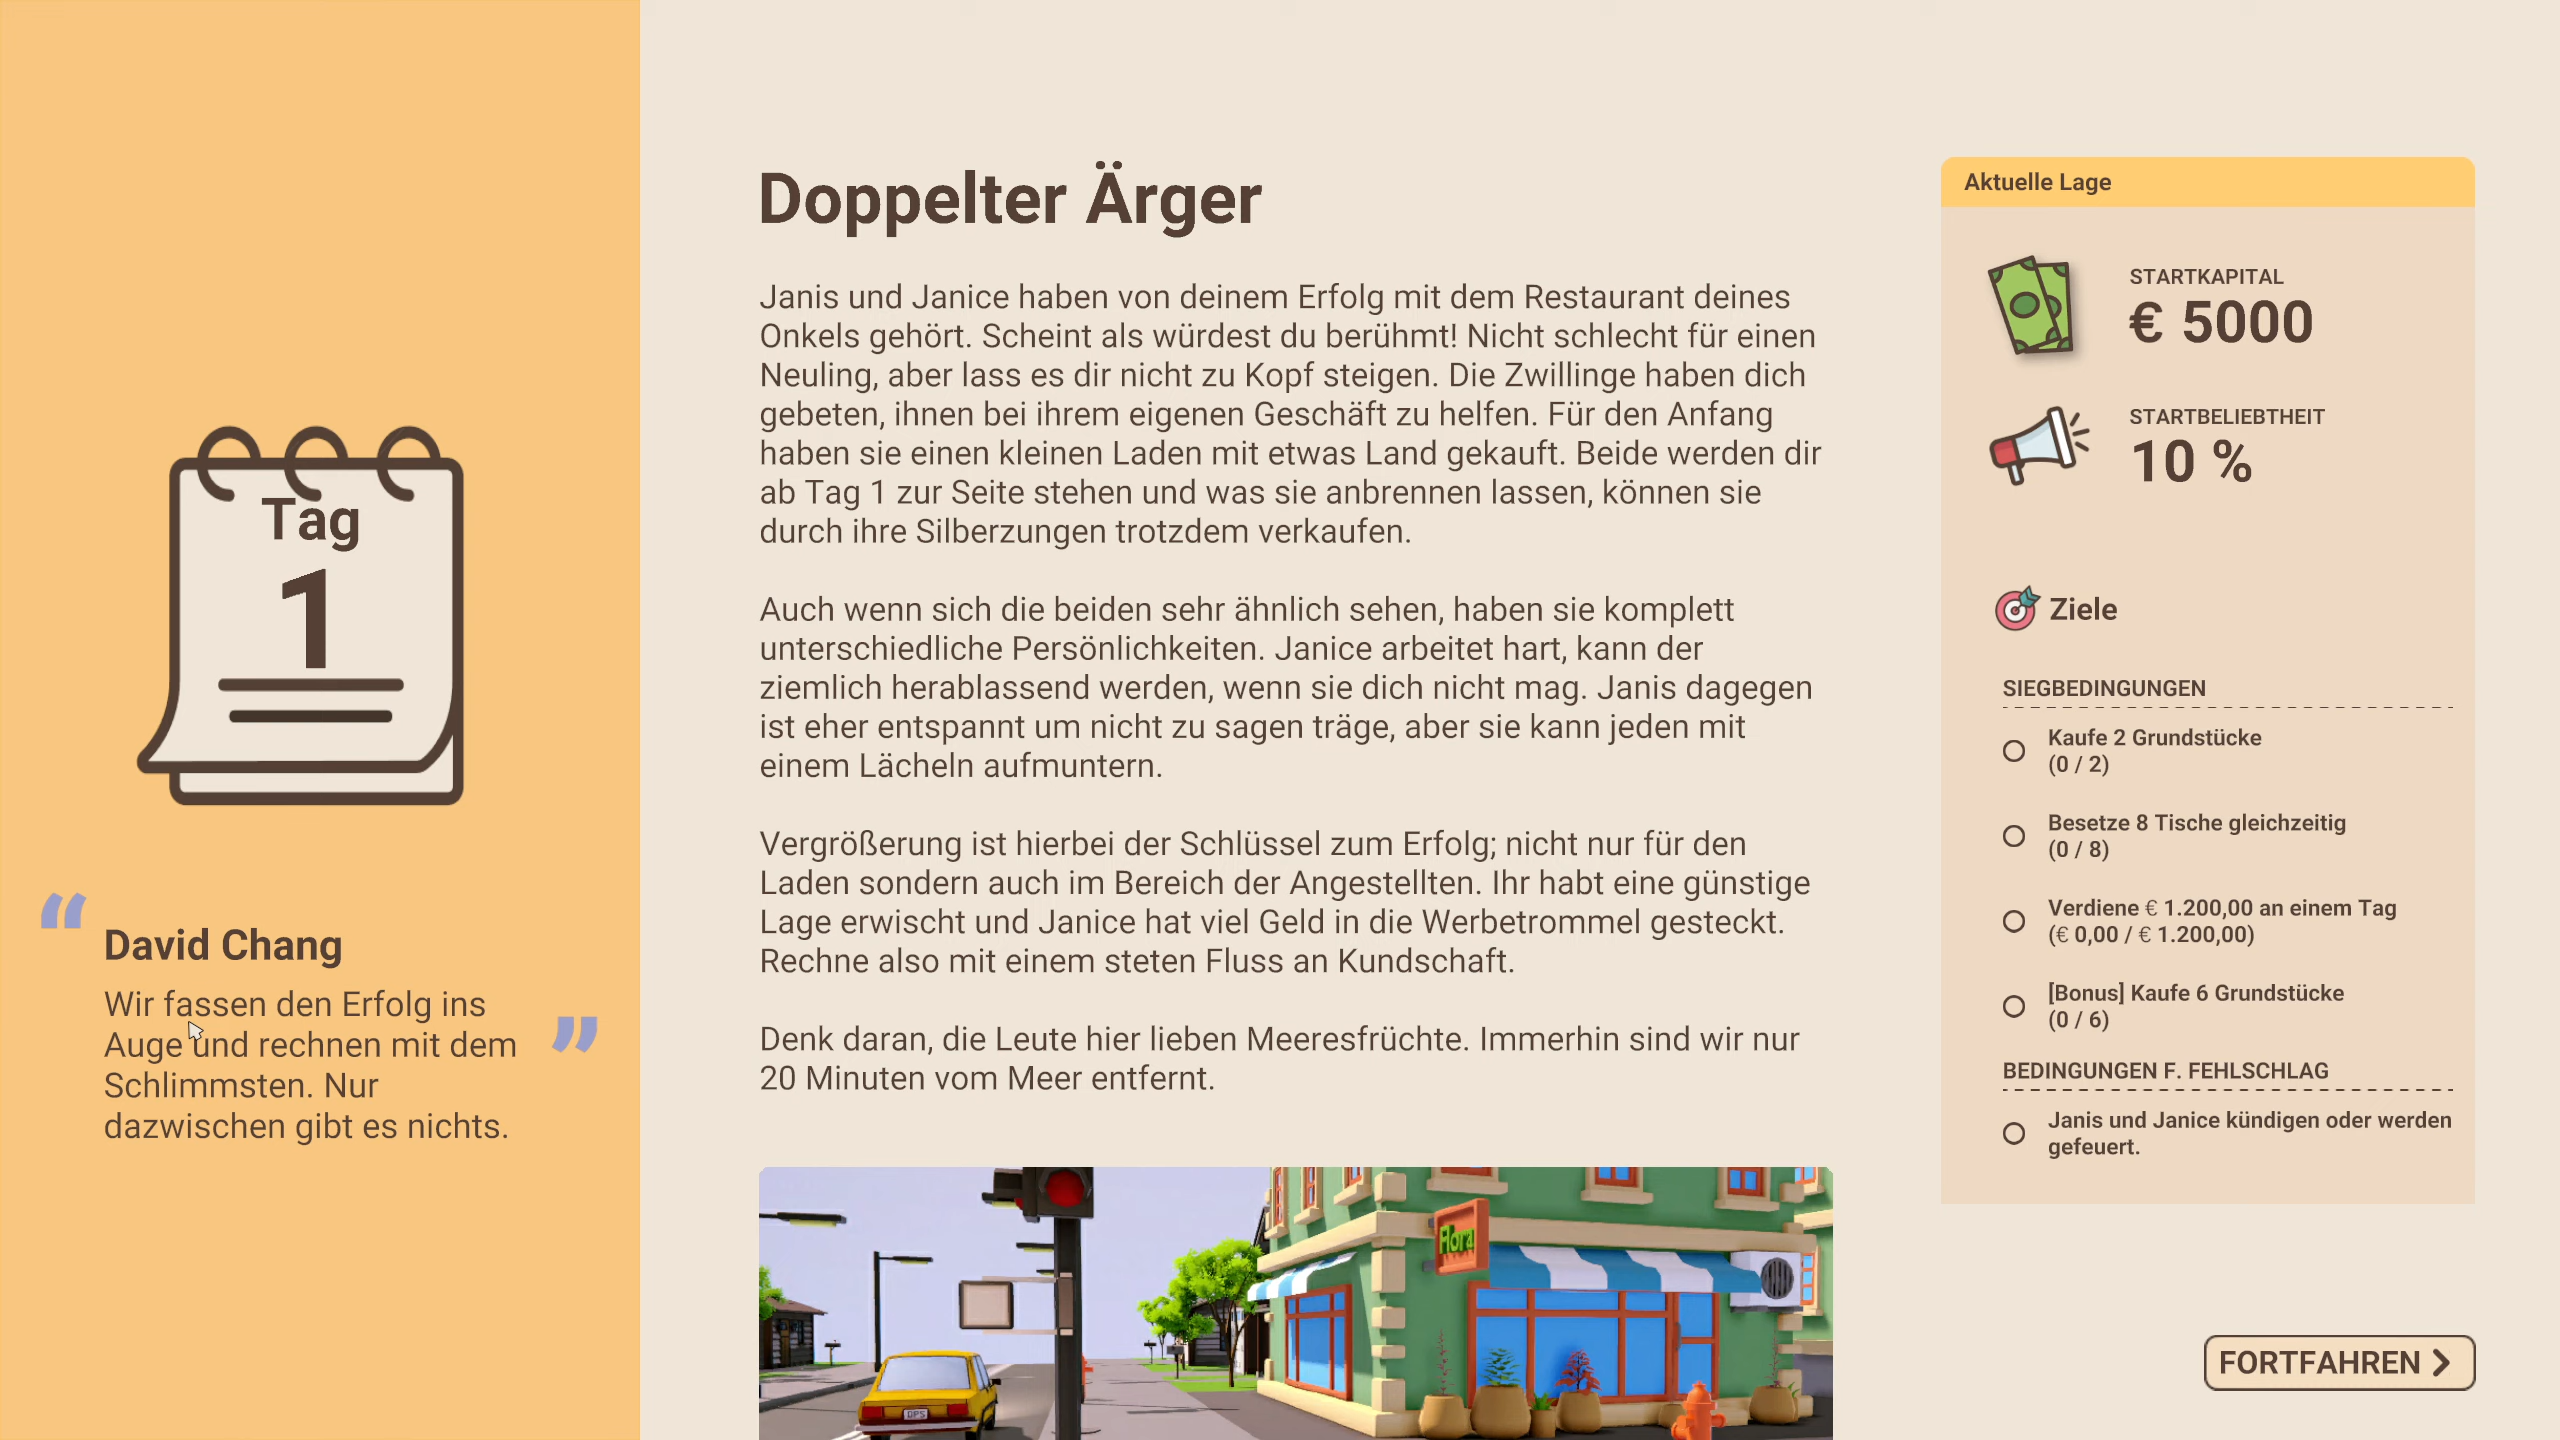 Tag
1
“
David Chang
Wir fassen den Erfolg ins
Auge und rechnen mit dem
Schlimmsten. Nur
dazwischen gibt es nichts.
”
Doppelter Ärger
Janis und Janice haben von deinem Erfolg mit dem Restaurant deines
Onkels gehört. Scheint als würdest du berühmt! Nicht schlecht für einen
Neuling, aber lass es dir nicht zu Kopf steigen. Die Zwillinge haben dich
gebeten, ihnen bei ihrem eigenen Geschäft zu helfen. Für den Anfang
haben sie einen kleinen Laden mit etwas Land gekauft. Beide werden dir
ab Tag 1 zur Seite stehen und was sie anbrennen lassen, können sie
durch ihre Silberzungen trotzdem verkaufen.
Auch wenn sich die beiden sehr ähnlich sehen, haben sie komplett
unterschiedliche Persönlichkeiten. Janice arbeitet hart, kann der
ziemlich herablassend werden, wenn sie dich nicht mag. Janis dagegen
ist eher entspannt um nicht zu sagen träge, aber sie kann jeden mit
einem Lächeln aufmuntern.
Vergrößerung ist hierbei der Schlüssel zum Erfolg; nicht nur für den
Laden sondern auch im Bereich der Angestellten. Ihr habt eine günstige
Lage erwischt und Janice hat viel Geld in die Werbetrommel gesteckt.
Rechne also mit einem steten Fluss an Kundschaft.
Denk daran, die Leute hier lieben Meeresfrüchte. Immerhin sind wir nur
20 Minuten vom Meer entfernt.
Flora
DPS
Aktuelle Lage
STARTKAPITAL
€ 5000
STARTBELIEBTHEIT
10 %
Ziele
SIEGBEDINGUNGEN
Kaufe 2 Grundstücke
(0 / 2)
Besetze 8 Tische gleichzeitig
(0 / 8)
Verdiene € 1.200,00 an einem Tag
(€ 0,00 / € 1.200,00)
[Bonus] Kaufe 6 Grundstücke
(0 / 6)
BEDINGUNGEN F. FEHLSCHLAG
Janis und Janice kündigen oder werden
gefeuert.
FORTFAHREN